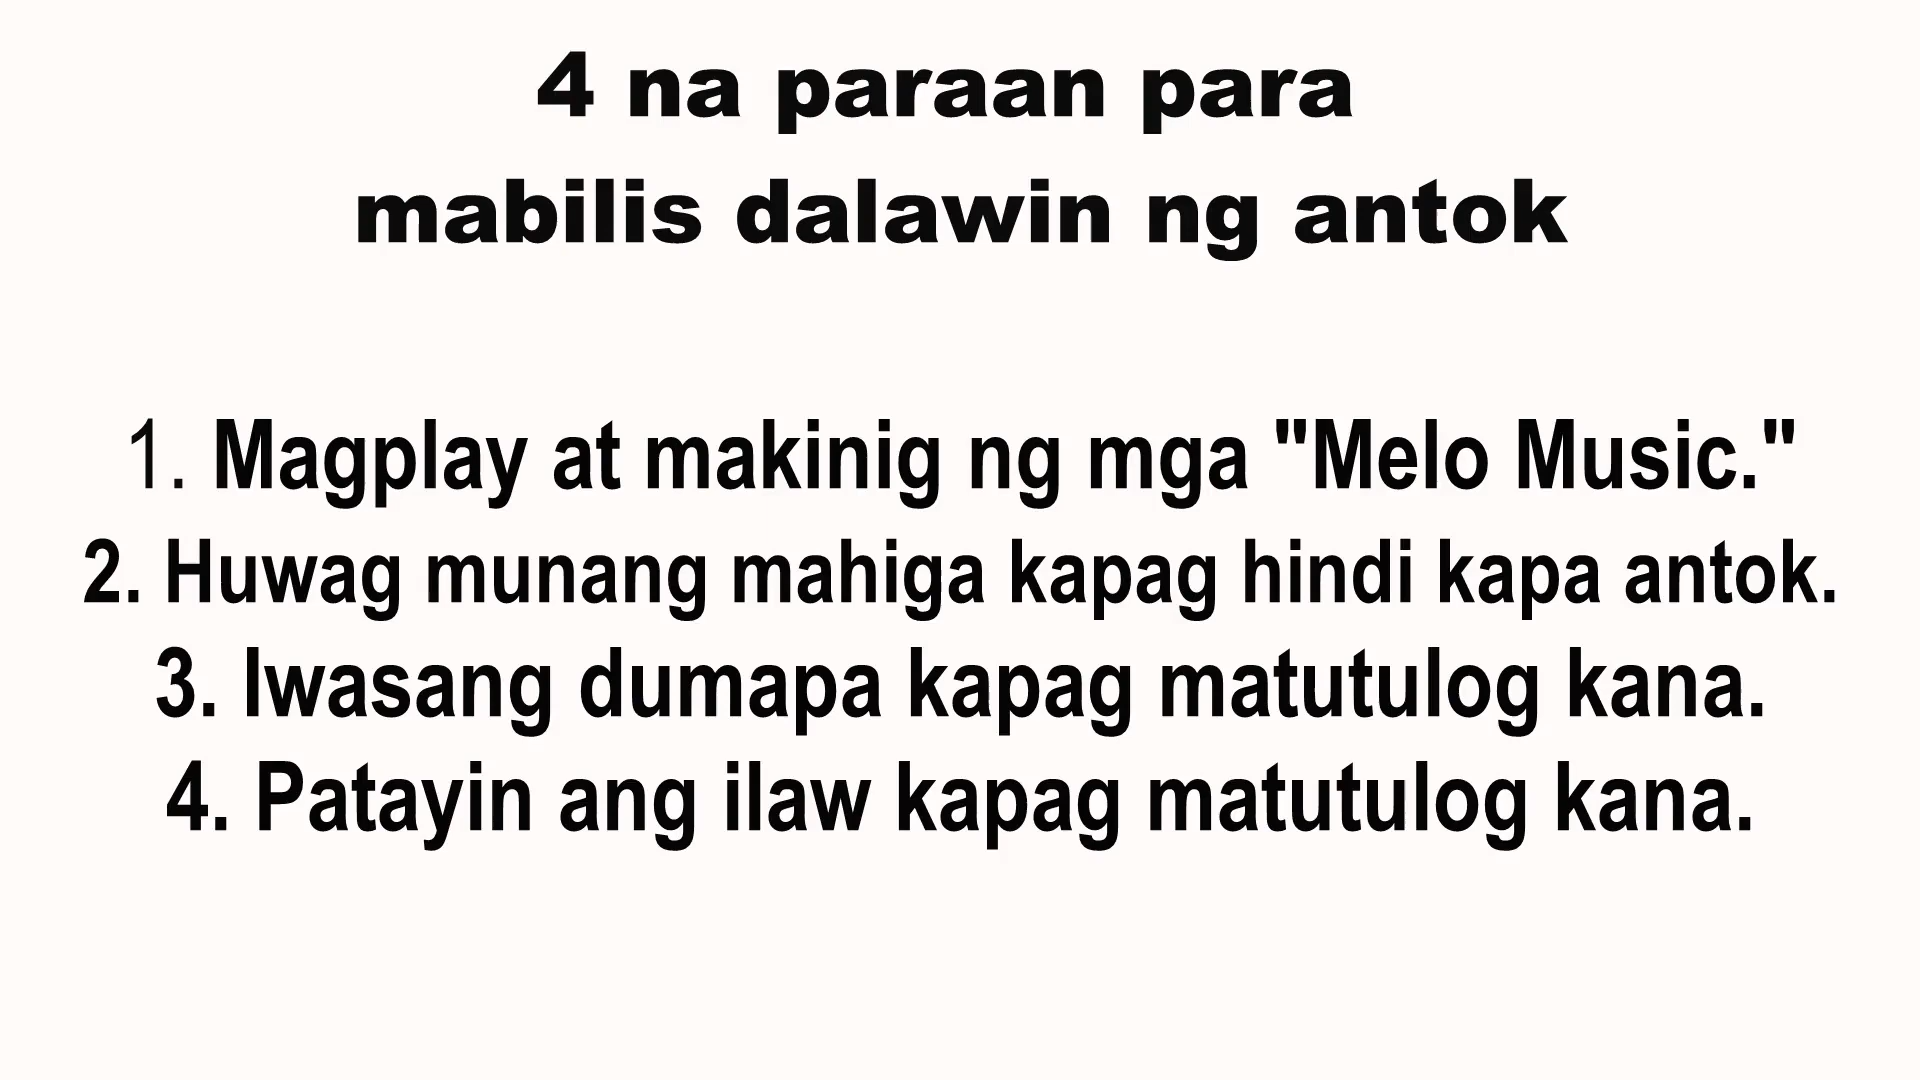 4 na paraan para
mabilis dalawin ng antok
1. Magplay at makinig ng mga "Melo Music."
2. Huwag munang mahiga kapag hindi kapa antok.
3. Iwasang dumapa kapag matutulog kana.
4. Patayin ang ilaw kapag matutulog kana.